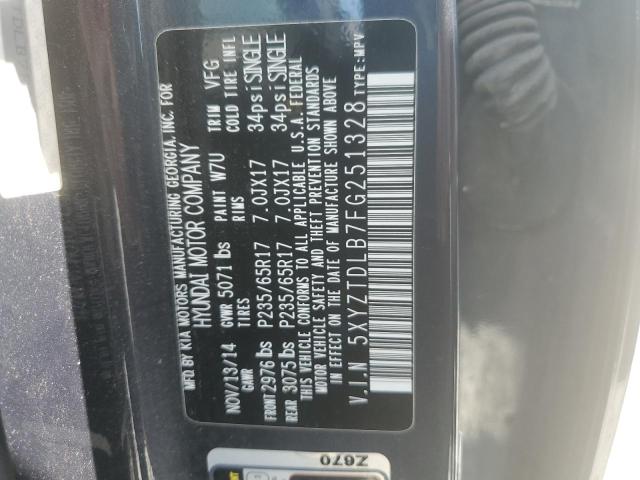 MFD.BY KIA MOTORS MANUFACTURING GEORGIA, INC. FOR
HYUNDAI MOTOR COMPANY
NOV/13/14 GVWR 5071 lbs PAINT W7U TRIM VFG
GAWR TIRES RIMS COLD TIRE INFL
FRONT 2976 lbs P235/65R17 7.0JX17 34psi SINGLE
REAR 3075 lbs P235/65R17 7.0JX17 34psi SINGLE
THIS VEHICLE CONFORMS TO ALL APPLICABLE U.S.A. FEDERAL
MOTOR VEHICLE SAFETY AND THEFT PREVENTION STANDARDS
IN EFFECT ON THE DATE OF MANUFACTURE SHOWN ABOVE
V.I.N 5XYZTDLB7FG251328 TYPE:MPV
Z670